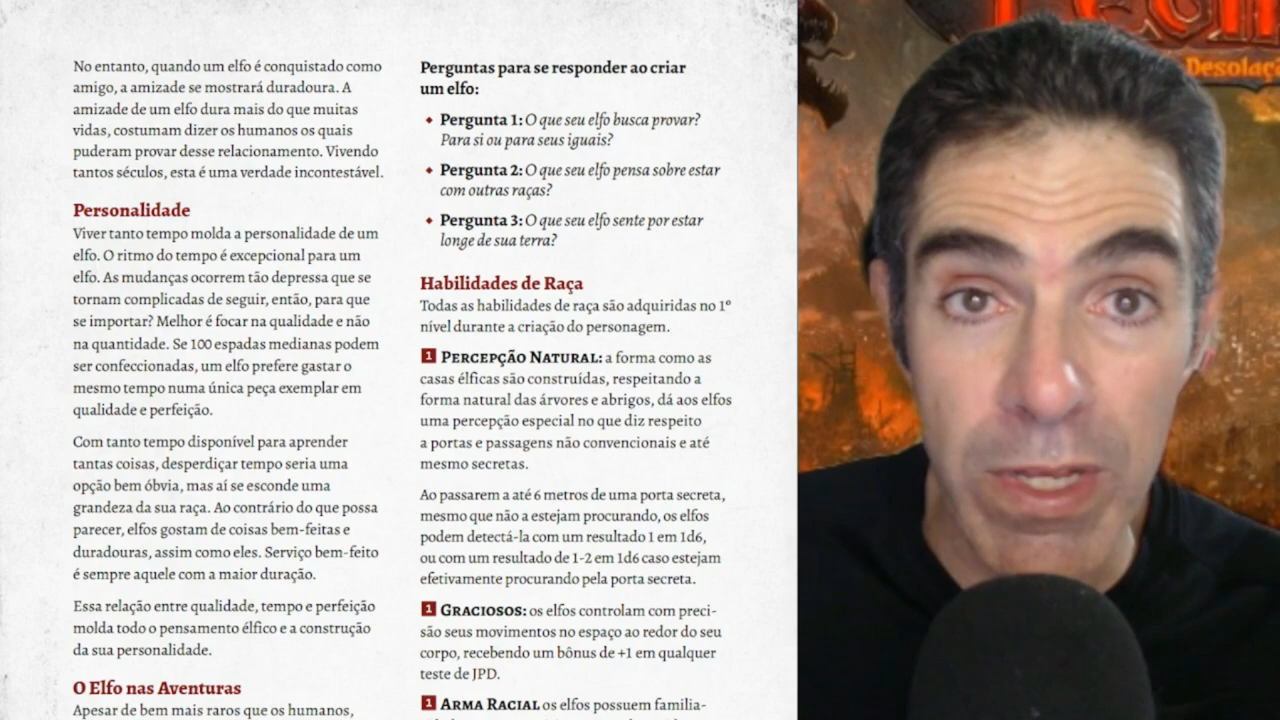 No entanto, quando um elfo é conquistado como
amigo, a amizade se mostrará duradoura. A
amizade de um elfo dura mais do que muitas
vidas, costumam dizer os humanos os quais
puderam provar desse relacionamento. Vivendo
tantos séculos, esta é uma verdade incontestável.
Personalidade
Viver tanto tempo molda a personalidade de um
elfo. O ritmo do tempo é excepcional para um
elfo. As mudanças ocorrem tão depressa que se
tornam complicadas de seguir, então, para que
se importar? Melhor é focar na qualidade e não
na quantidade. Se 100 espadas medianas podem
ser confeccionadas, um elfo prefere gastar o
mesmo tempo numa única peça exemplar em
qualidade e perfeição.
Com tanto tempo disponível para aprender
tantas coisas, desperdiçar tempo seria uma
opção bem óbvia, mas aí se esconde uma
grandeza da sua raça. Ao contrário do que possa
parecer, elfos gostam de coisas bem-feitas e
duradouras, assim como eles. Serviço bem-feito
é sempre aquele com a maior duração.
Essa relação entre qualidade, tempo e perfeição
molda todo o pensamento élfico e a construção
da sua personalidade.
O Elfo nas Aventuras
Apesar de bem mais raros que os humanos,
Perguntas para se responder ao criar
um elfo:
Pergunta 1: O que seu elfo busca provar?
Para si ou para seus iguais?
Pergunta 2: O que seu elfo pensa sobre estar
com outras raças?
Pergunta 3: O que seu elfo sente por estar
longe de sua terra?
Habilidades de Raça
Todas as habilidades de raça são adquiridas no 1º
nível durante a criação do personagem.
1 PERCEPÇÃO NATURAL: a forma como as
casas élficas são construídas, respeitando a
forma natural das árvores e abrigos, dá aos elfos
uma percepção especial no que diz respeito
a portas e passagens não convencionais e até
mesmo secretas.
Ao passarem a até 6 metros de uma porta secreta,
mesmo que não a estejam procurando, os elfos
podem detectá-la com um resultado 1 em 1d6,
ou com um resultado de 1-2 em 1d6 caso estejam
efetivamente procurando pela porta secreta.
1 GRACIOSOS: os elfos controlam com preci-
são seus movimentos no espaço ao redor do seu
corpo, recebendo um bônus de +1 em qualquer
teste de JPD.
1 ARMA RACIAL os elfos possuem familia-